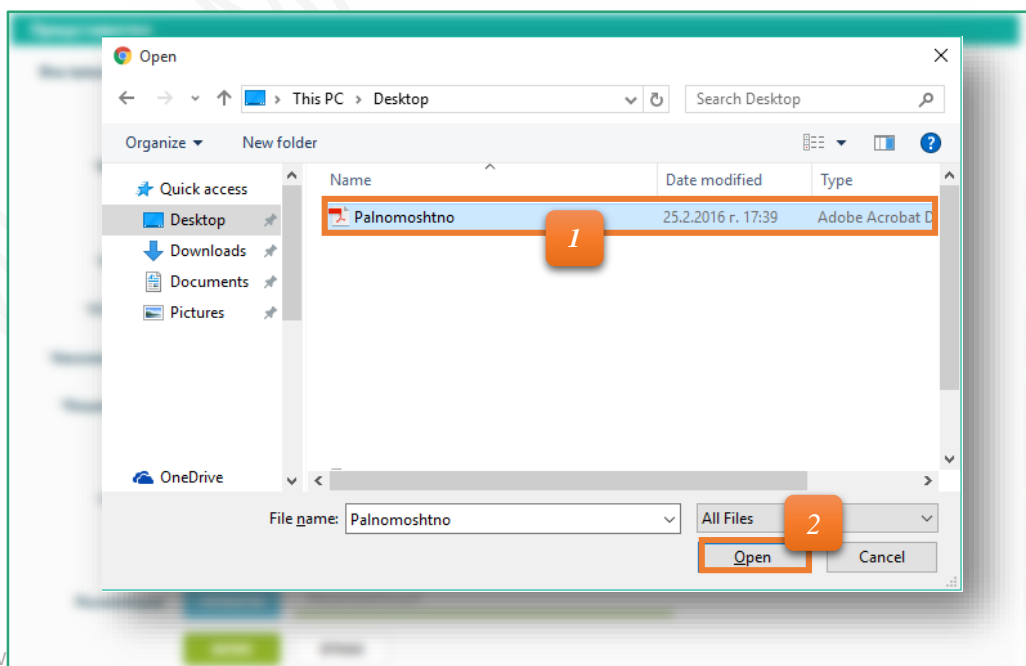 Open
This PC > Desktop
Search Desktop
Organize
New folder
Name
Date modified
Type
Quick access
Desktop
Downloads
Documents
Pictures
OneDrive
Palnomoshtno
25.2.2016 г. 17:39
Adobe Acrobat D
1
File name:
Palnomoshtno
All Files
2
Open
Cancel